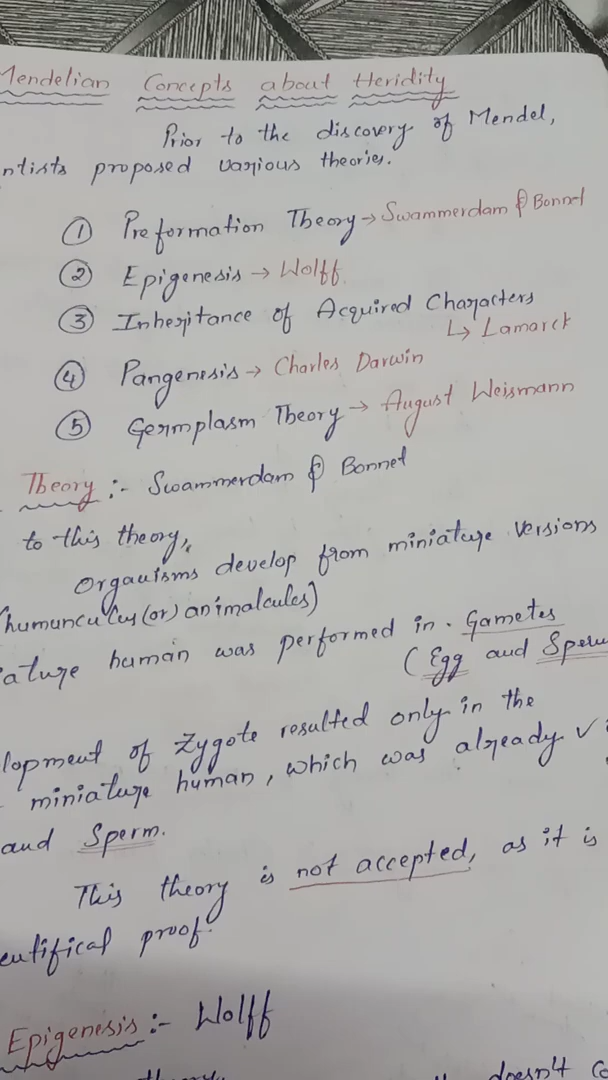 Mendelian Concepts about Heridity
Prior to the discovery of Mendel,
ntists proposed various theories.
① Preformation Theory → Swammerdam & Bonnet
② Epigenesis → Wolff
③ Inheritance of Acquired Characters
↳ Lamarck
④ Pangenesis → Charles Darwin
⑤ Germplasm Theory → August Weismann
Theory :- Swammerdam & Bonnet
to this theory,
Organisms develop from miniature versions
(humunculus (or) animalcules)
ature human was performed in. Gametes
(Egg and Sperm
lopment of Zygote resulted only in the
miniature human, which was already
and Sperm.
This theory is not accepted, as it is
entifical proof.
Epigenesis :- Wolff
theory doesn't